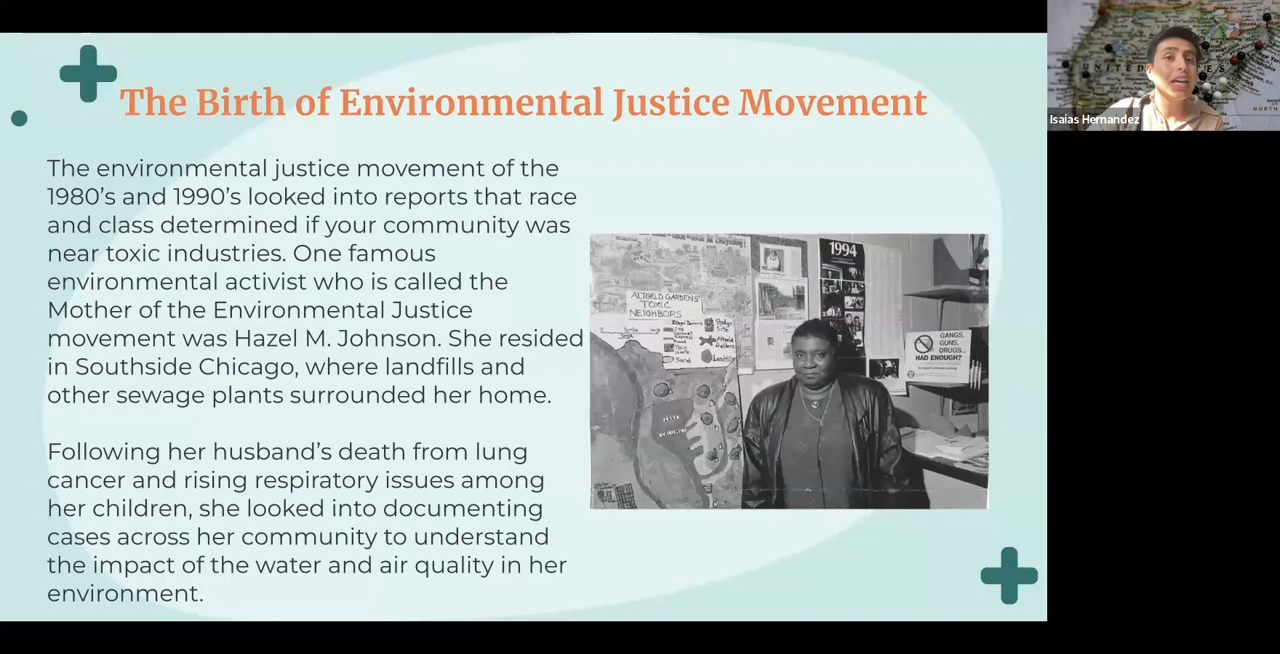 The Birth of Environmental Justice Movement
The environmental justice movement of the
1980's and 1990's looked into reports that race
and class determined if your community was
near toxic industries. One famous
environmental activist who is called the
Mother of the Environmental Justice
movement was Hazel M. Johnson. She resided
in Southside Chicago, where landfills and
other sewage plants surrounded her home.
Following her husband's death from lung
cancer and rising respiratory issues among
her children, she looked into documenting
cases across her community to understand
the impact of the water and air quality in her
environment.
1994
ALTGELD GARDENS'
TOXIC
NEIGHBORS
LAKE
GANGS,
GUNS,
DRUGS...
HAD ENOUGH?
UNITED STATES
Isaias Hernandez